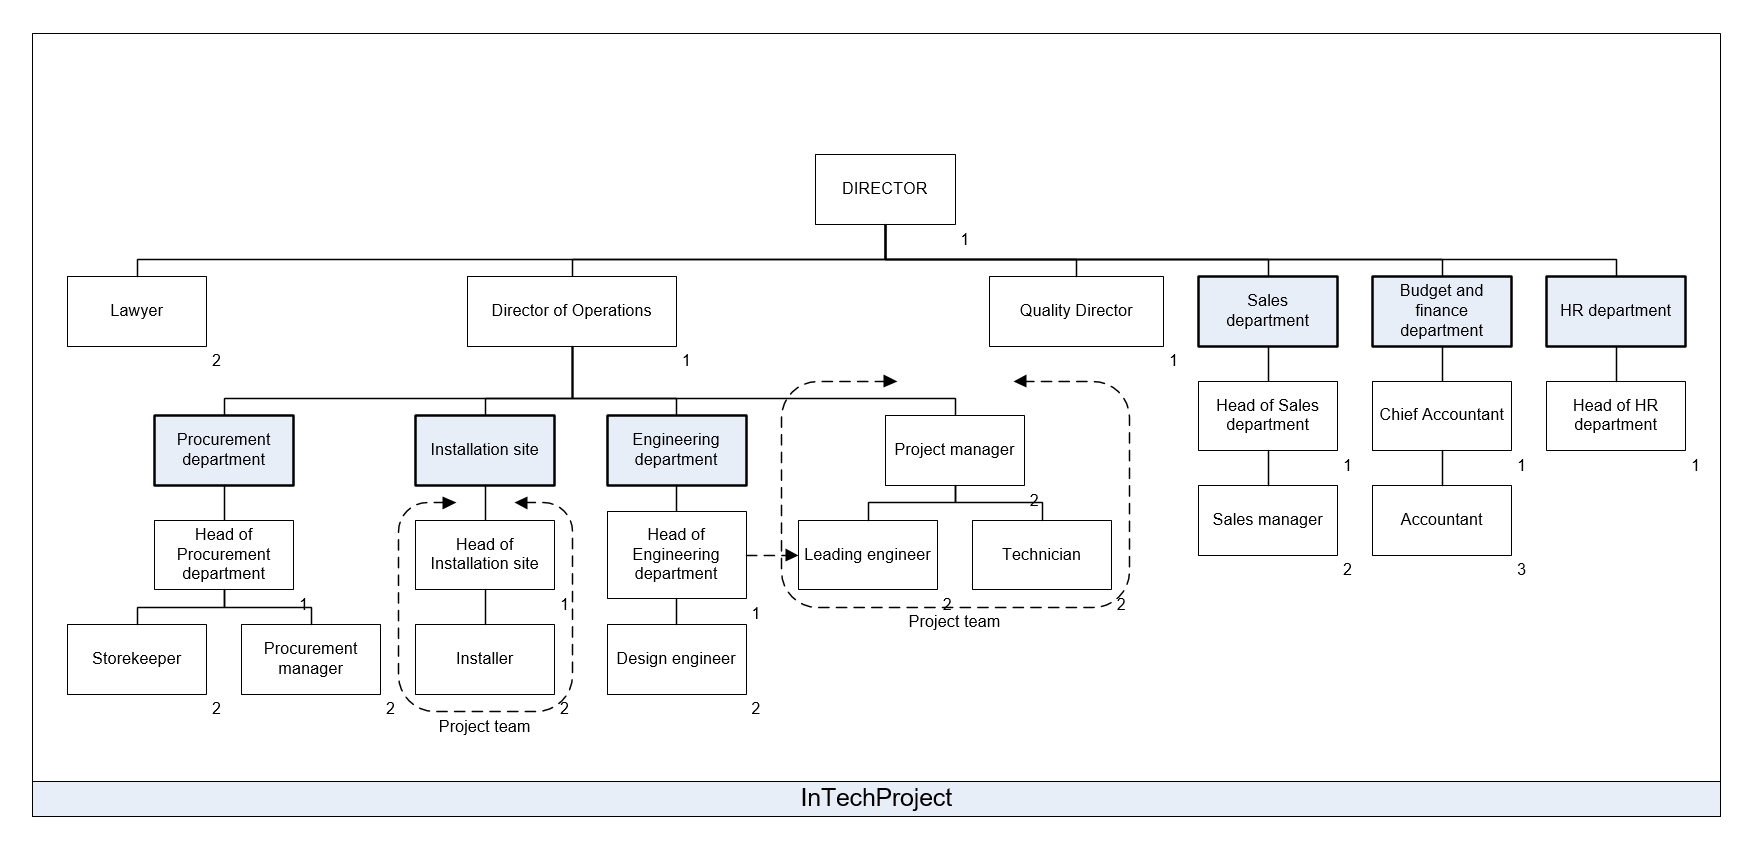 DIRECTOR
1
Lawyer
2
Director of Operations
1
Quality Director
1
Sales
department
Budget and
finance
department
HR department
Procurement
department
Installation site
Engineering
department
Project manager
2
Head of Sales
department
1
Chief Accountant
1
Head of HR
department
1
Head of
Procurement
department
1
Head of
Installation site
1
Head of
Engineering
department
1
Leading engineer
2
Technician
2
Project team
Sales manager
2
Accountant
3
Storekeeper
2
Procurement
manager
2
Installer
2
Project team
Design engineer
2
InTechProject